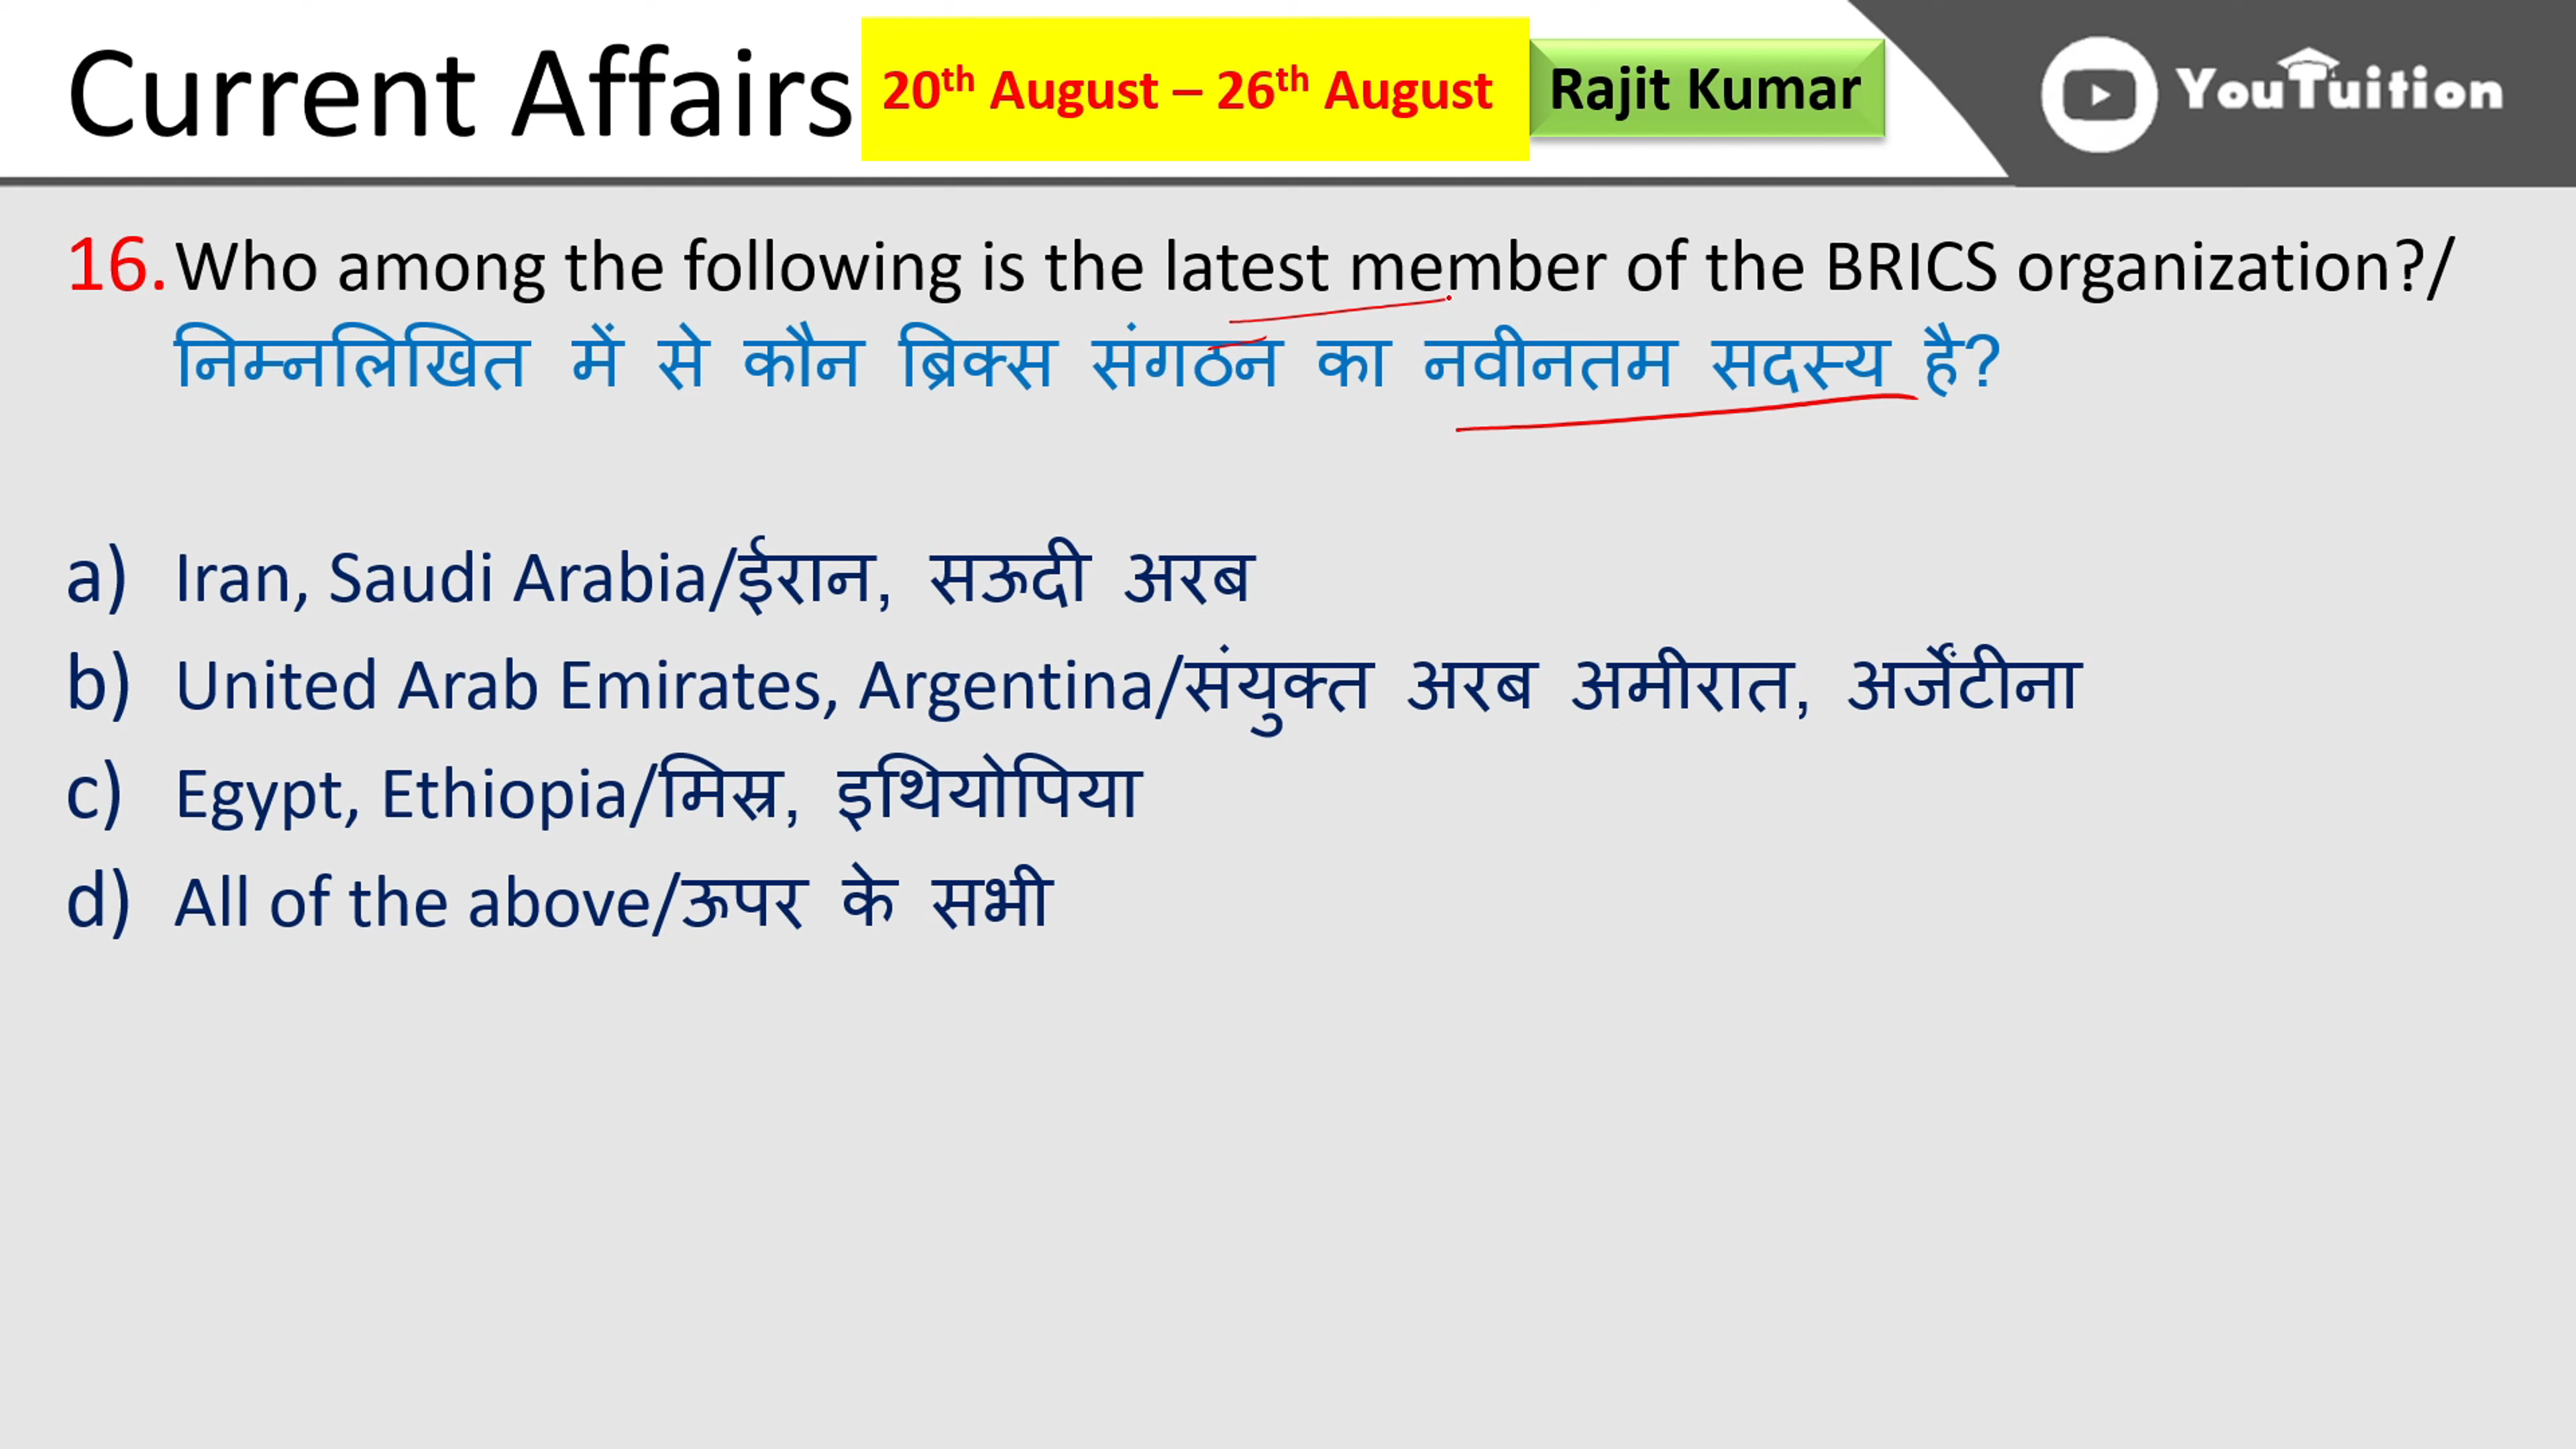 Current Affairs
20th August – 26th August
Rajit Kumar
YouTuition
16. Who among the following is the latest member of the BRICS organization?/
निम्नलिखित में से कौन ब्रिक्स संगठन का नवीनतम सदस्य है?
a) Iran, Saudi Arabia/ईरान, सऊदी अरब
b) United Arab Emirates, Argentina/संयुक्त अरब अमीरात, अर्जेंटीना
c) Egypt, Ethiopia/मिस्र, इथियोपिया
d) All of the above/ऊपर के सभी